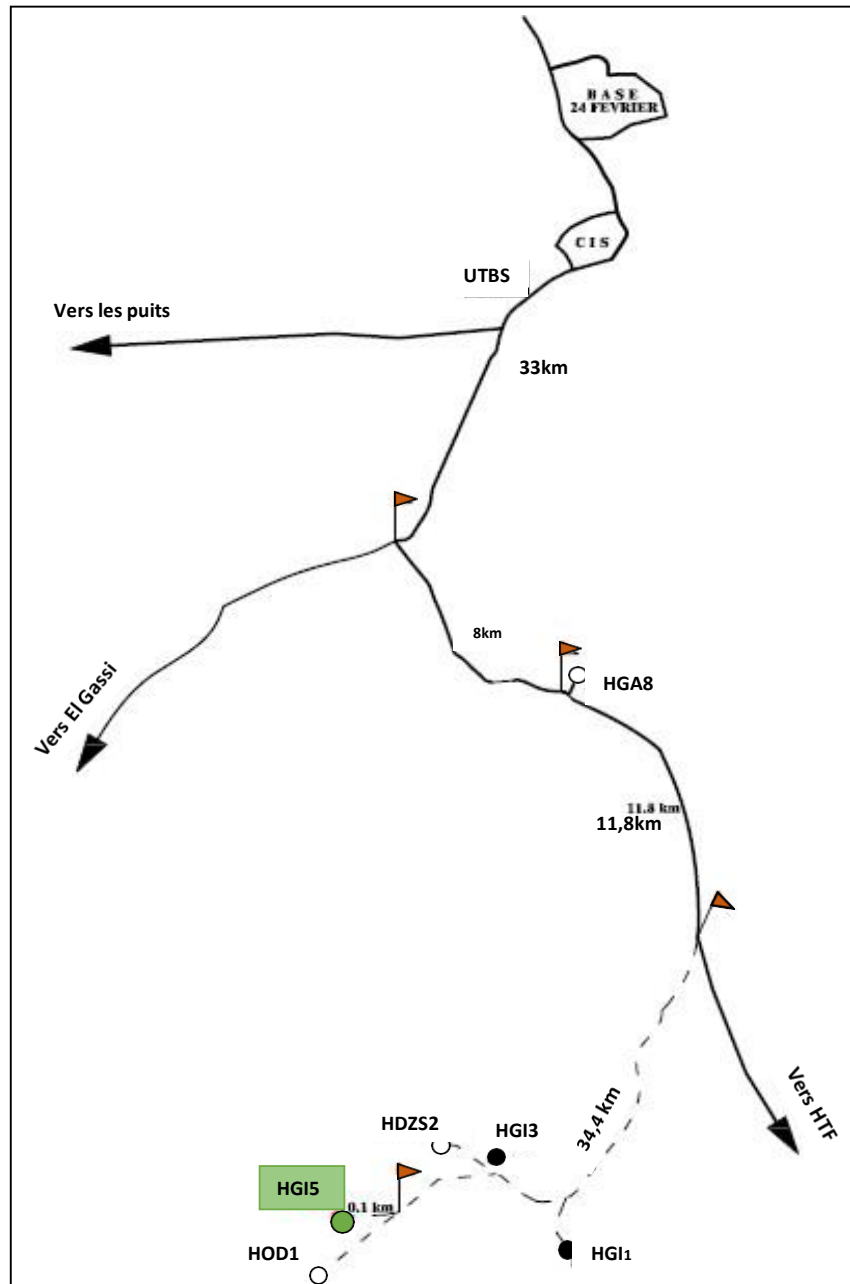 BASE
24 FEVRIER
CIS
UTBS
Vers les puits
33km
8km
HGA8
Vers El Gassi
11.8 km
11,8km
34,4 km
Vers HTF
HDZS2
HGI3
HGI5
0.1 km
HOD1
HGI1